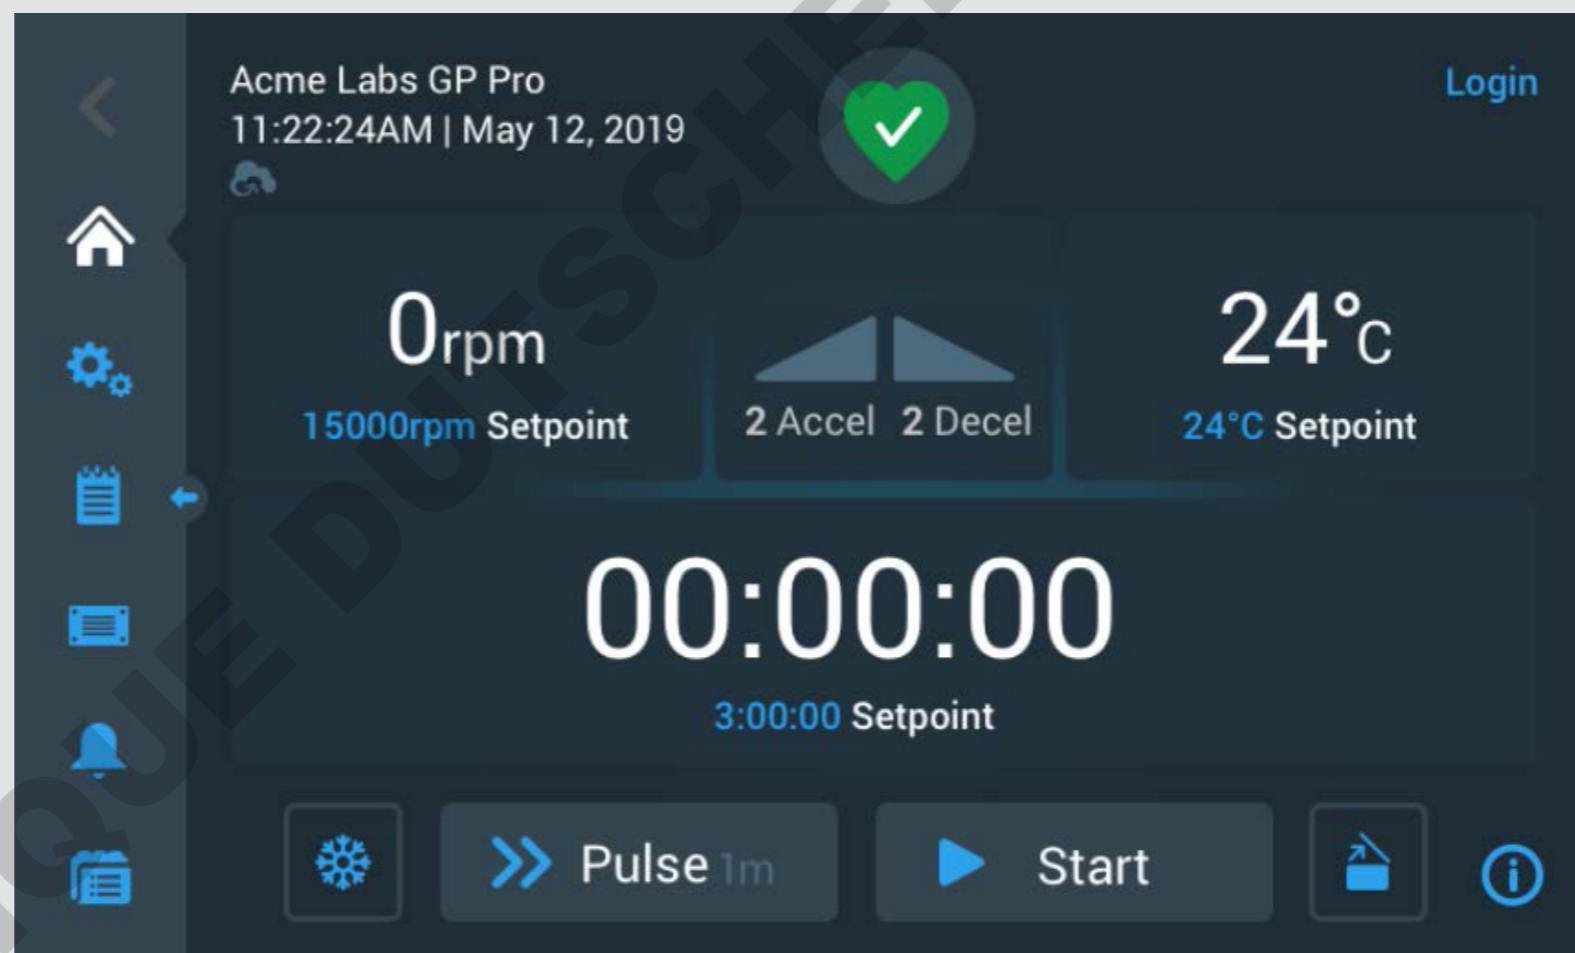 Acme Labs GP Pro
Login
11:22:24AM | May 12, 2019
0rpm
24°C
15000rpm Setpoint
2 Accel 2 Decel
24°C Setpoint
00:00:00
3:00:00 Setpoint
Pulse 1m
Start